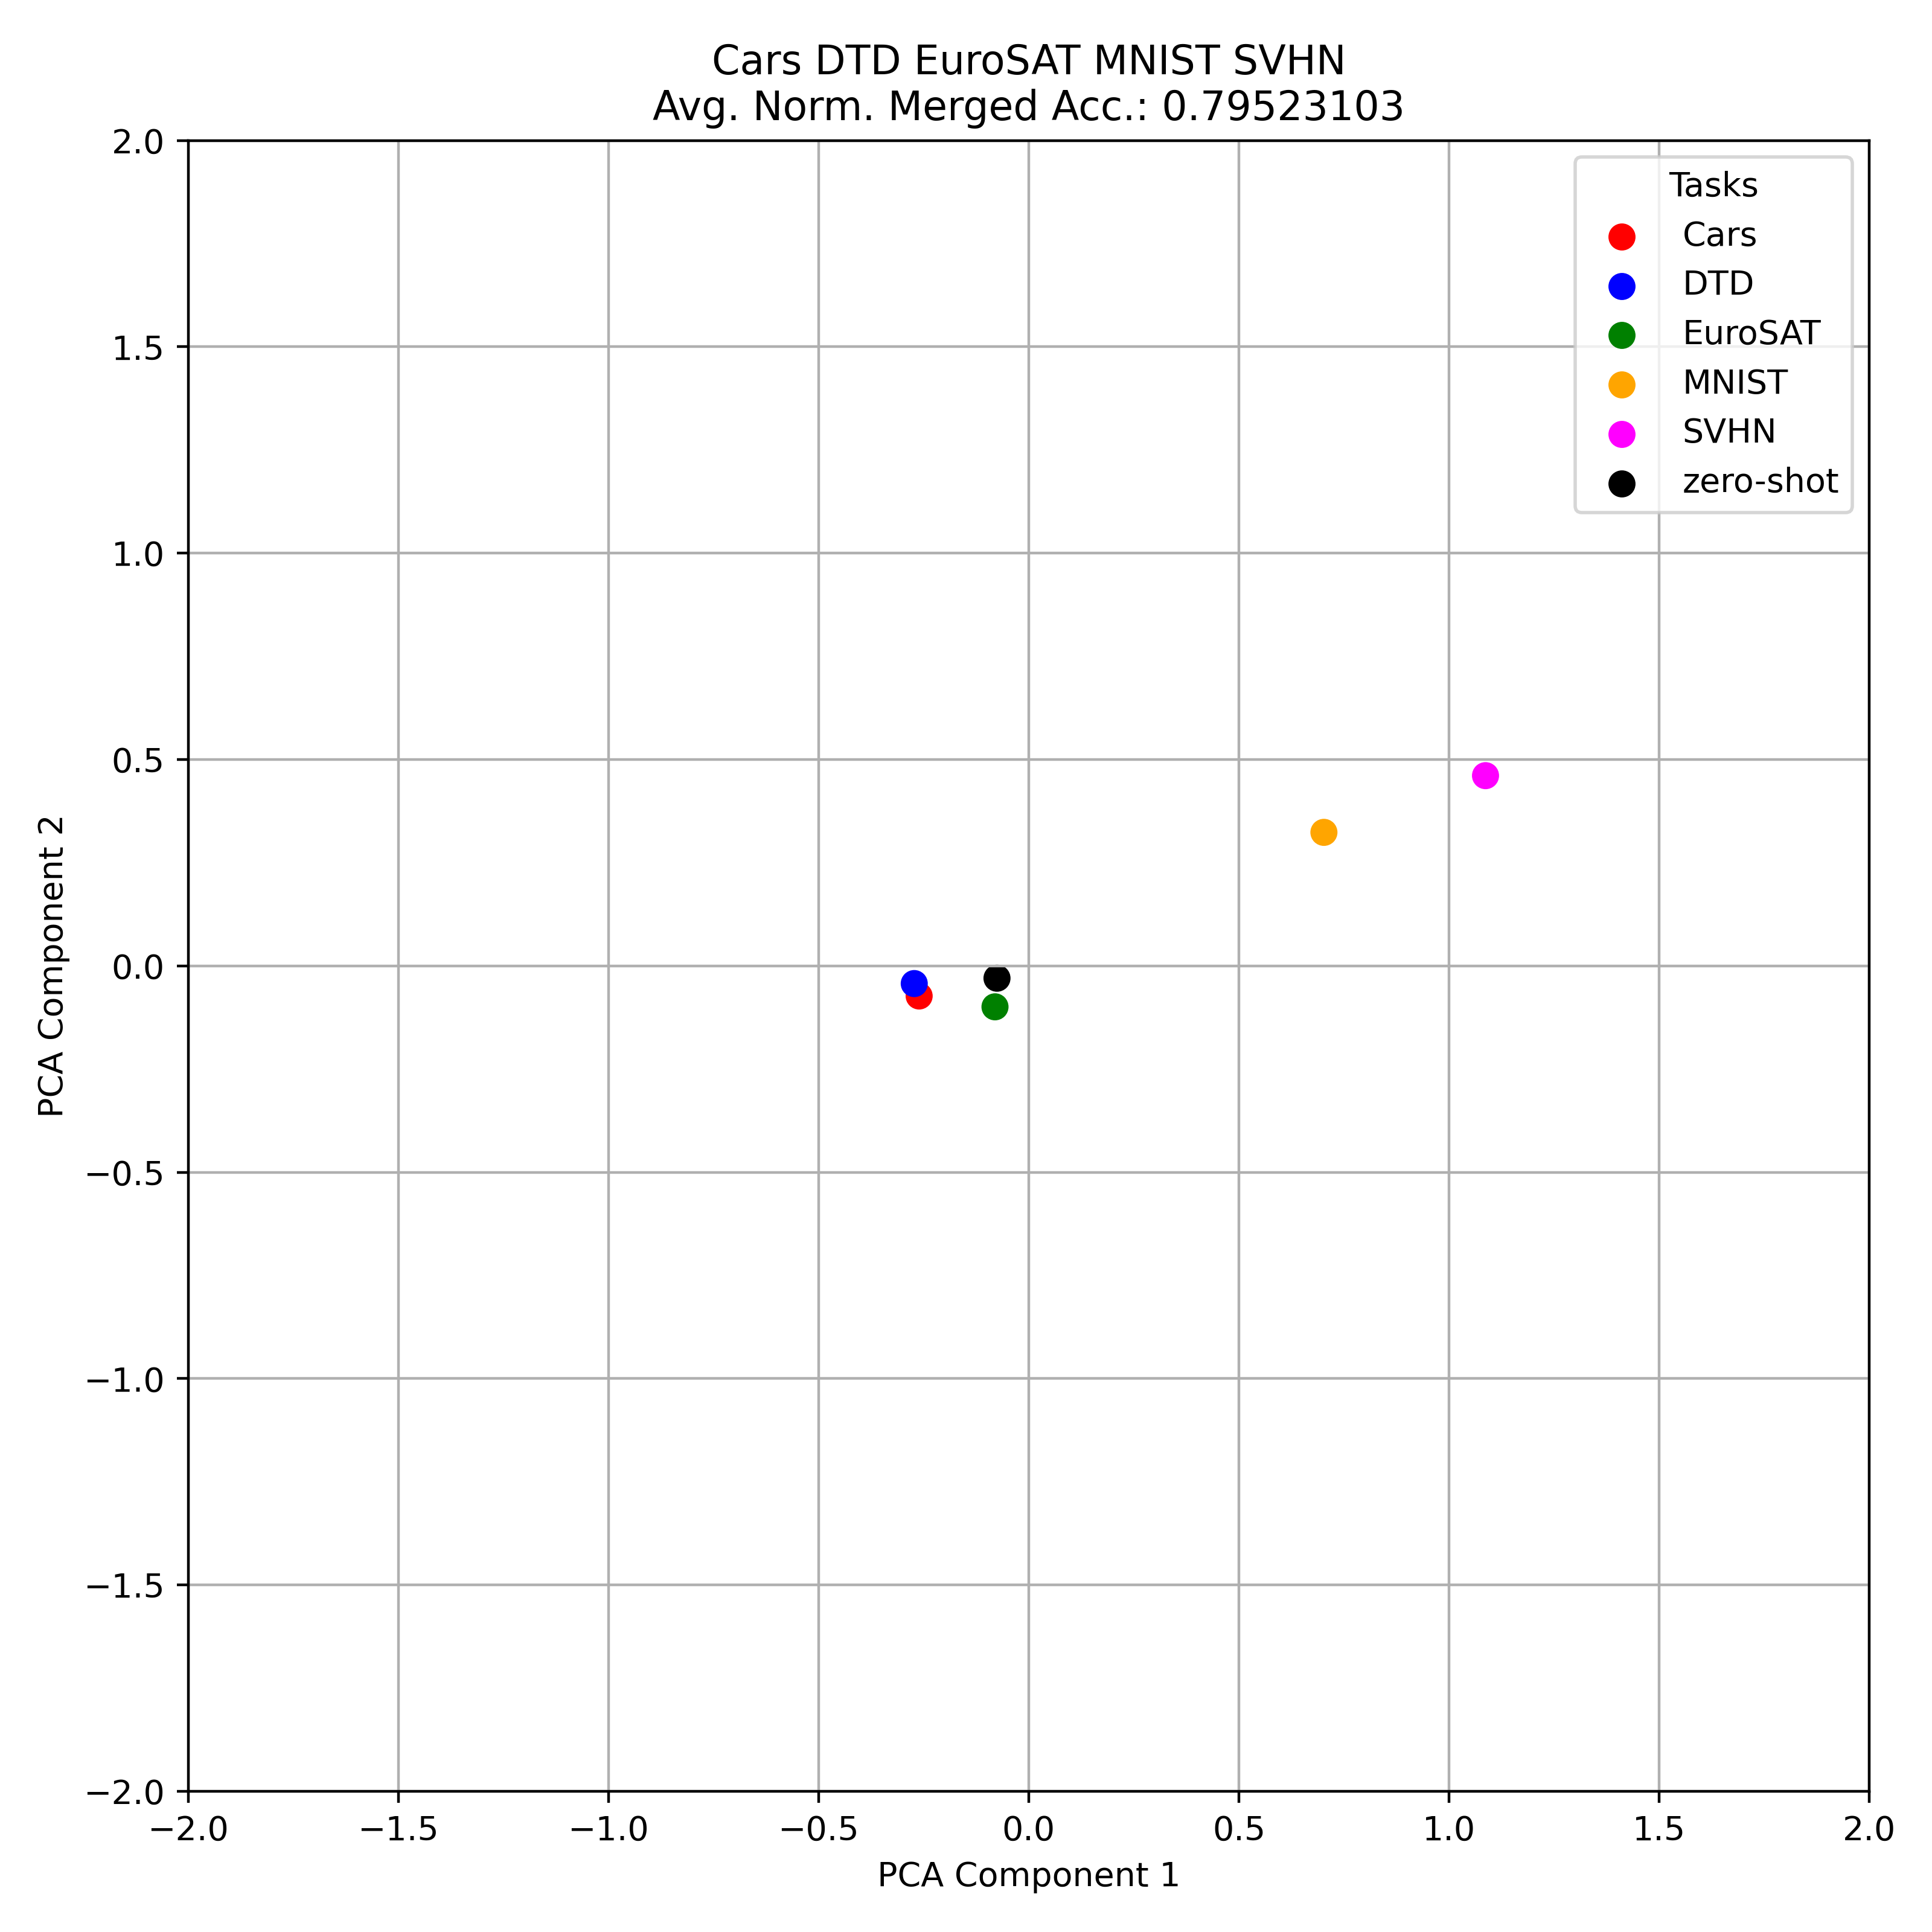 Cars DTD EuroSAT MNIST SVHN
Avg. Norm. Merged Acc.: 0.79523103
2.0
1.5
1.0
0.5
0.0
−0.5
−1.0
−1.5
−2.0
PCA Component 2
Tasks
Cars
DTD
EuroSAT
MNIST
SVHN
zero-shot
−2.0 −1.5 −1.0 −0.5 0.0 0.5 1.0 1.5 2.0
PCA Component 1